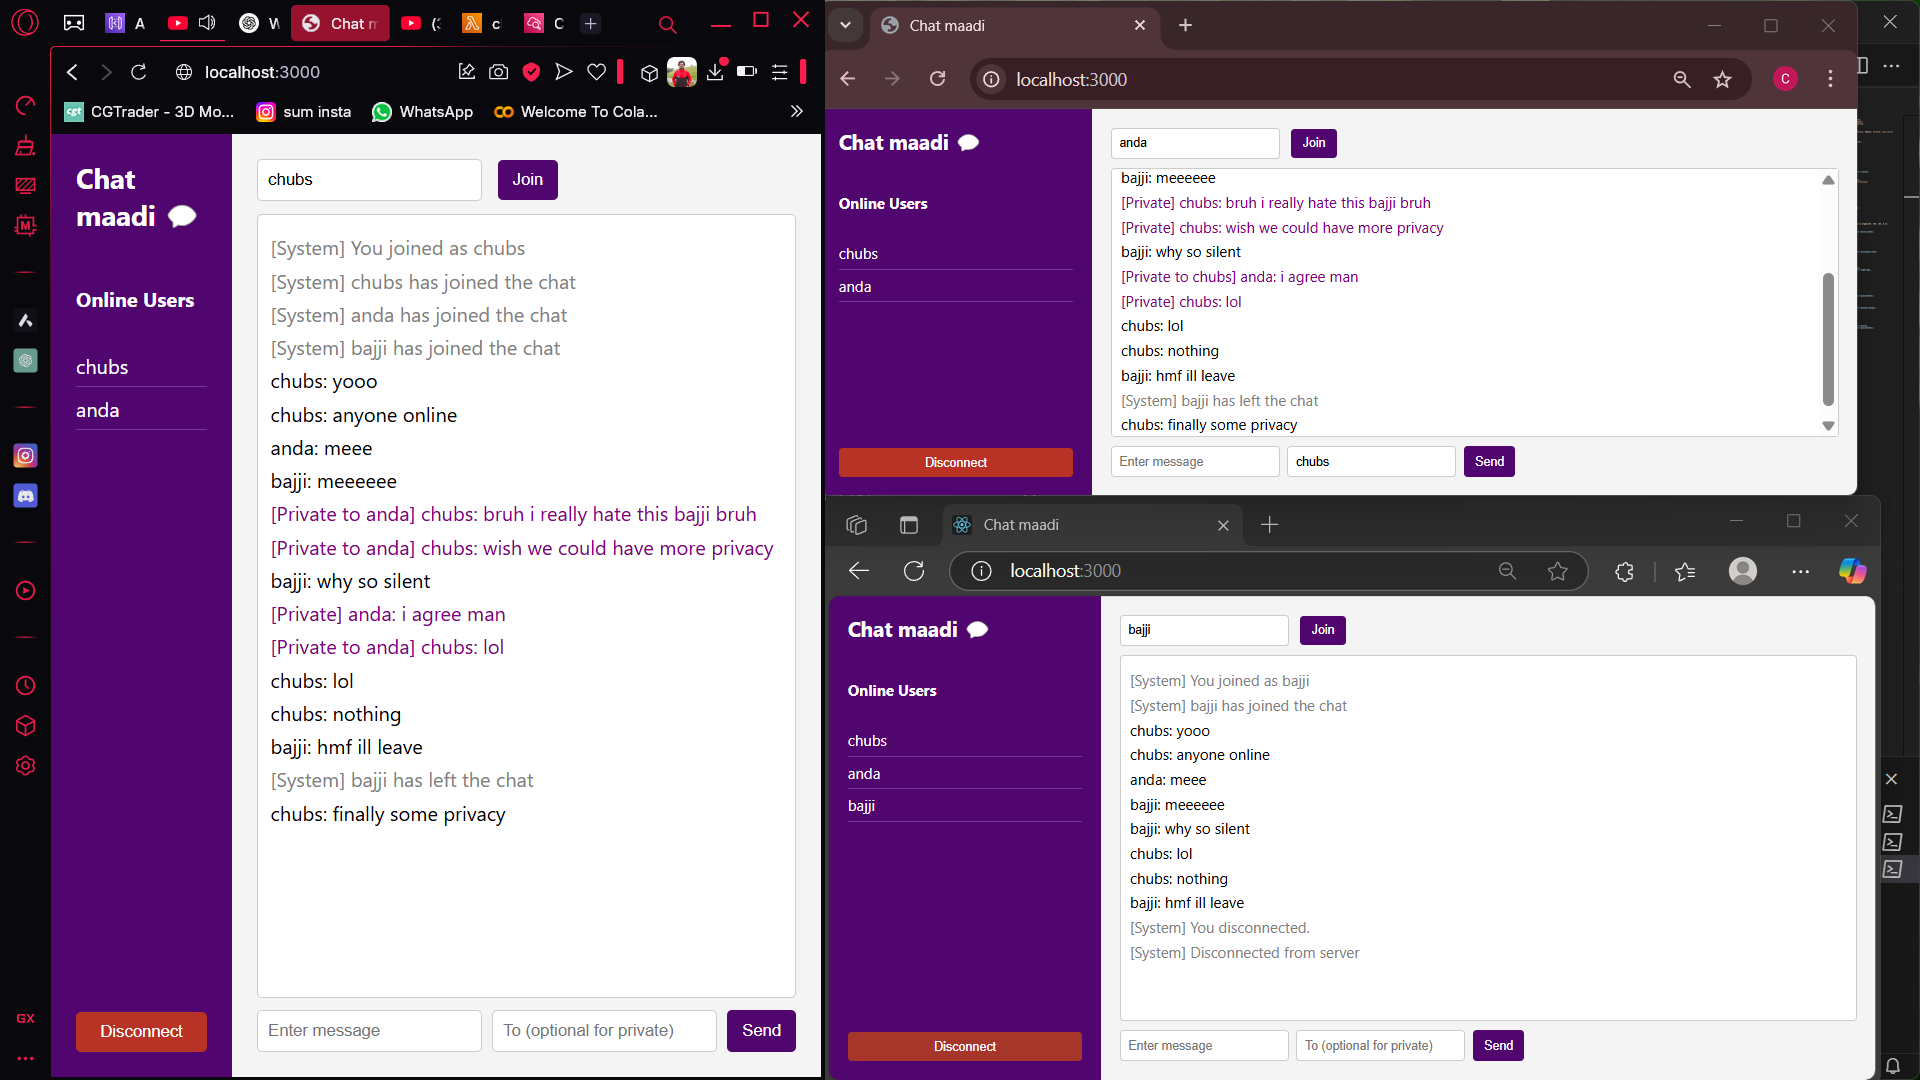 A
W
Chat m
(3
c
C
localhost:3000
CGTrader - 3D Mo...
sum insta
WhatsApp
Welcome To Cola...
Chat maadi
Online Users
chubs
anda
Disconnect
GX
chubs
Join
[System] You joined as chubs
[System] chubs has joined the chat
[System] anda has joined the chat
[System] bajji has joined the chat
chubs: yooo
chubs: anyone online
anda: meee
bajji: meeeeee
[Private to anda] chubs: bruh i really hate this bajji bruh
[Private to anda] chubs: wish we could have more privacy
bajji: why so silent
[Private] anda: i agree man
[Private to anda] chubs: lol
chubs: lol
chubs: nothing
bajji: hmf ill leave
[System] bajji has left the chat
chubs: finally some privacy
Enter message
To (optional for private)
Send
Chat maadi
localhost:3000
C
Chat maadi
Online Users
chubs
anda
Disconnect
anda
Join
bajji: meeeeee
[Private] chubs: bruh i really hate this bajji bruh
[Private] chubs: wish we could have more privacy
bajji: why so silent
[Private to chubs] anda: i agree man
[Private] chubs: lol
chubs: lol
chubs: nothing
bajji: hmf ill leave
[System] bajji has left the chat
chubs: finally some privacy
Enter message
chubs
Send
Chat maadi
localhost:3000
Chat maadi
Online Users
chubs
anda
bajji
Disconnect
bajji
Join
[System] You joined as bajji
[System] bajji has joined the chat
chubs: yooo
chubs: anyone online
anda: meee
bajji: meeeeee
bajji: why so silent
chubs: lol
chubs: nothing
bajji: hmf ill leave
[System] You disconnected.
[System] Disconnected from server
Enter message
To (optional for private)
Send